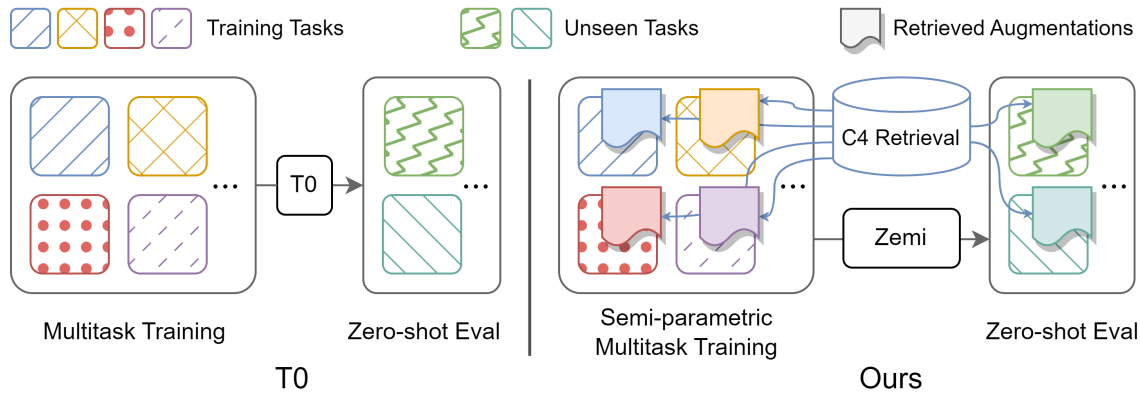 Training Tasks
Unseen Tasks
Retrieved Augmentations
...
T0
...
Multitask Training
Zero-shot Eval
T0
C4 Retrieval
...
Zemi
...
Semi-parametric
Multitask Training
Zero-shot Eval
Ours